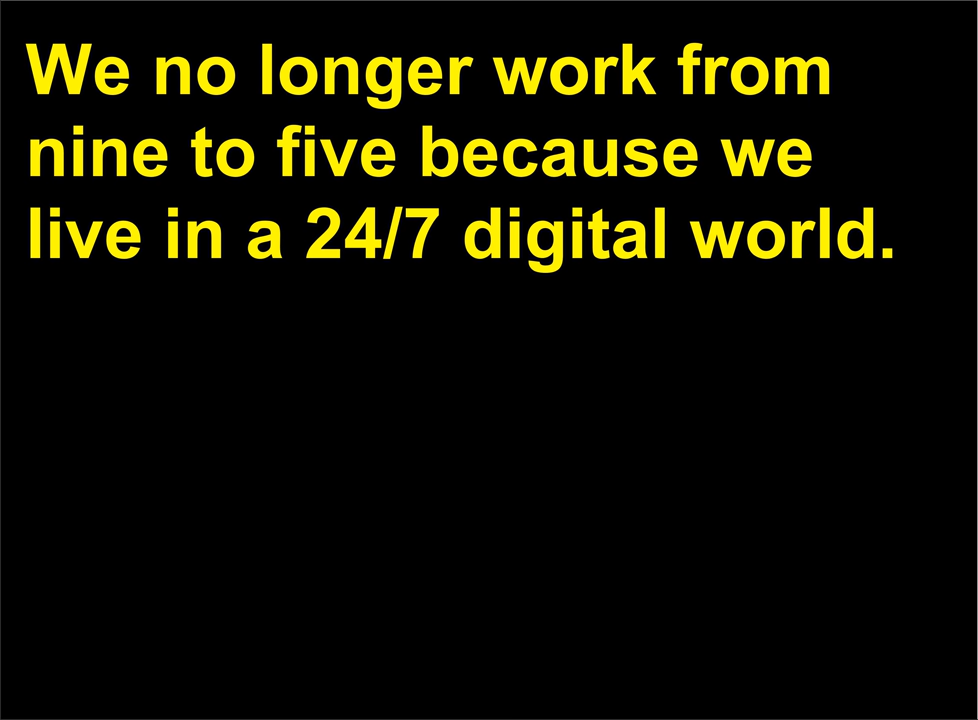 We no longer work from
nine to five because we
live in a 24/7 digital world.